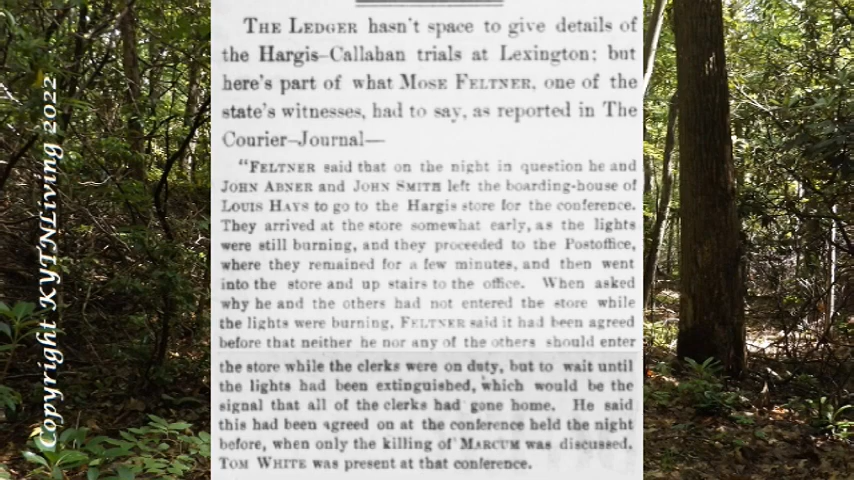 THE LEDGER hasn't space to give details of
the Hargis–Callahan trials at Lexington; but
here's part of what MOSE FELTNER, one of the
state's witnesses, had to say, as reported in The
Courier–Journal—
"FELTNER said that on the night in question he and
JOHN ABNER and JOHN SMITH left the boarding-house of
LOUIS HAYS to go to the Hargis store for the conference.
They arrived at the store somewhat early, as the lights
were still burning, and they proceeded to the Postoffice,
where they remained for a few minutes, and then went
into the store and up stairs to the office. When asked
why he and the others had not entered the store while
the lights were burning, FELTNER said it had been agreed
before that neither he nor any of the others should enter
the store while the clerks were on duty, but to wait until
the lights had been extinguished, which would be the
signal that all of the clerks had gone home. He said
this had been agreed on at the conference held the night
before, when only the killing of MARCUM was discussed.
TOM WHITE was present at that conference.
Copyright KYTNLiving 2022